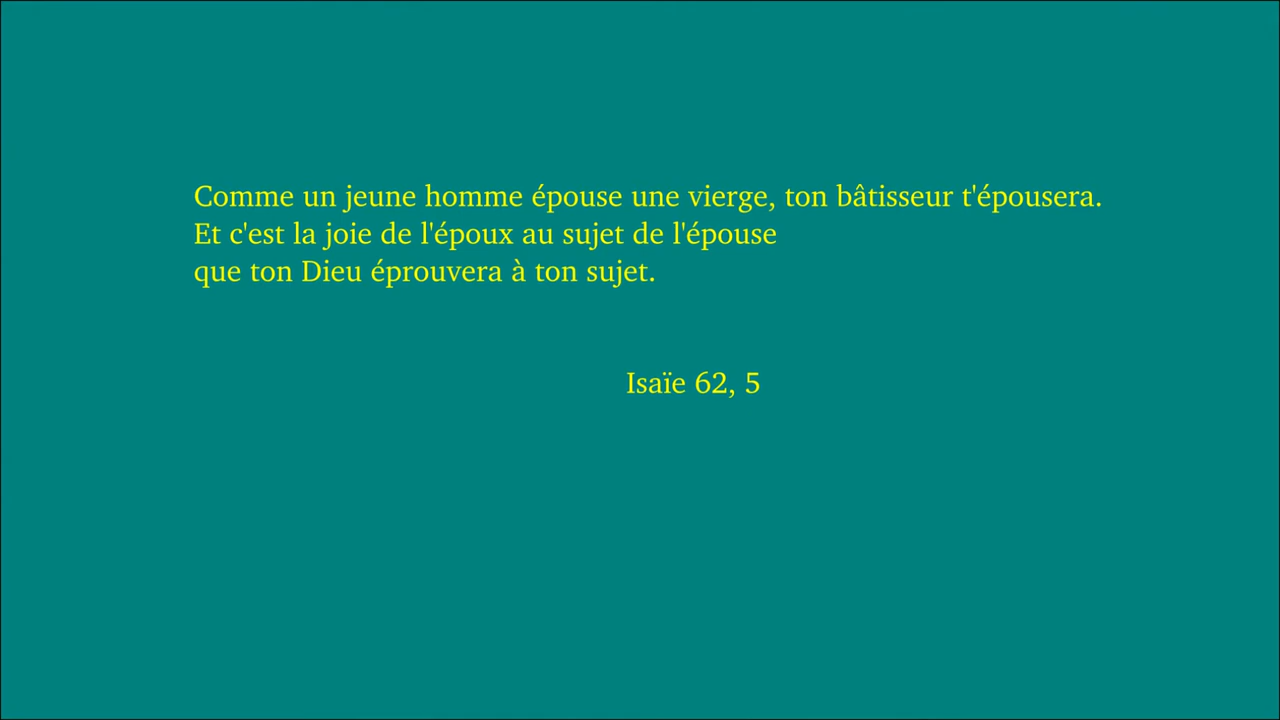 Comme un jeune homme épouse une vierge, ton bâtisseur t'épousera.
Et c'est la joie de l'époux au sujet de l'épouse
que ton Dieu éprouvera à ton sujet.
Isaïe 62, 5